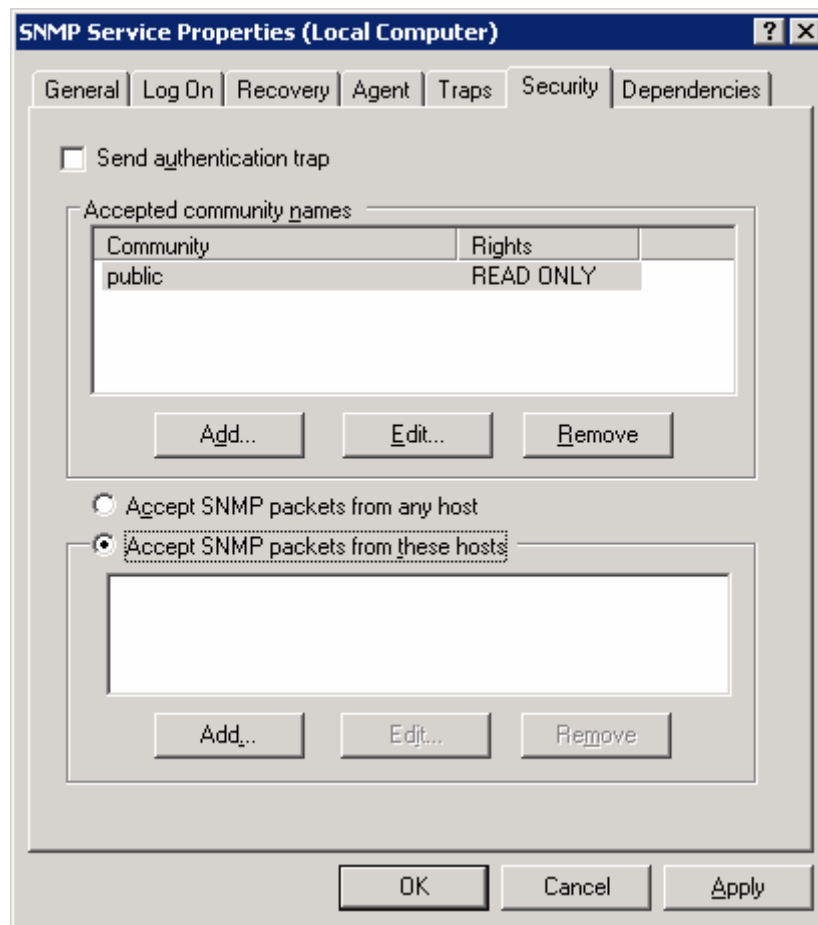 SNMP Service Properties (Local Computer)
General Log On Recovery Agent Traps Security Dependencies
Send authentication trap
Accepted community names
Community Rights
public READ ONLY
Add... Edit... Remove
Accept SNMP packets from any host
Accept SNMP packets from these hosts
Add... Edit... Remove
OK Cancel Apply